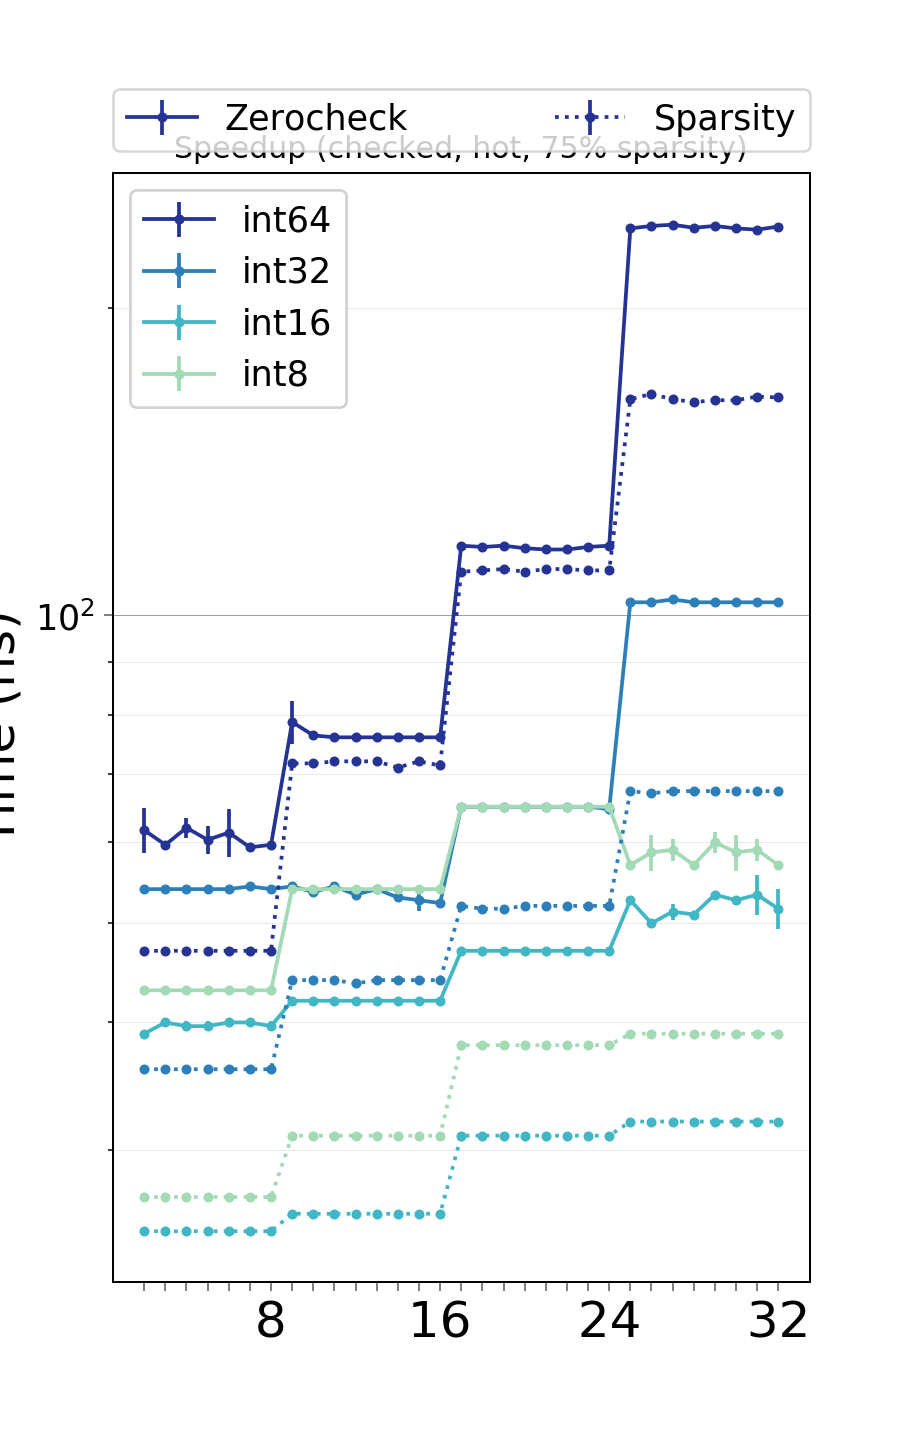 Zerocheck Sparsity
Speedup (checked, hot, 75% sparsity)
int64
int32
int16
int8
10²
Time (ns)
8 16 24 32